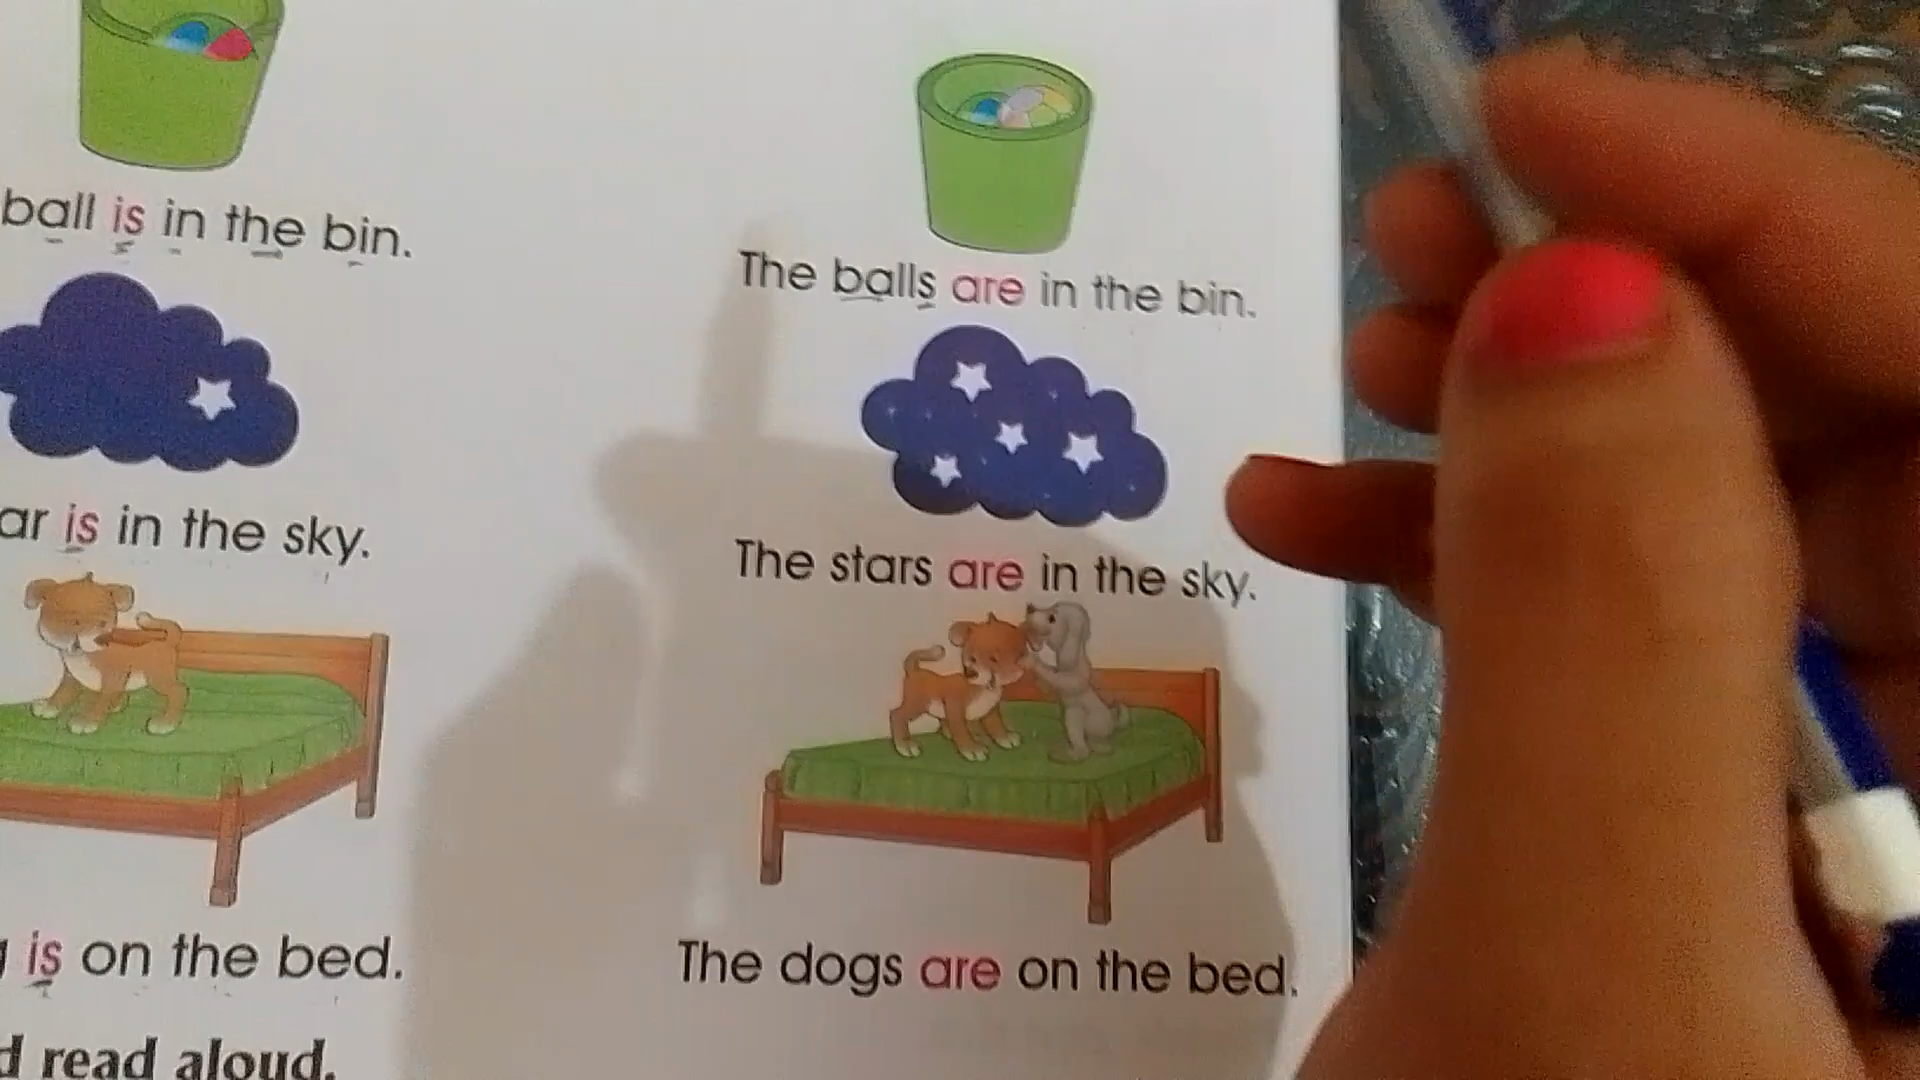 ball is in the bin.
The balls are in the bin.
is in the sky.
The stars are in the sky.
is on the bed.
The dogs are on the bed.
read aloud.